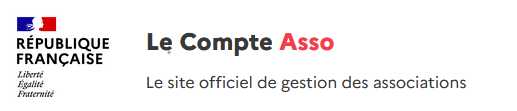 RÉPUBLIQUE
FRANÇAISE
Liberté
Égalité
Fraternité
Le Compte Asso
Le site officiel de gestion des associations